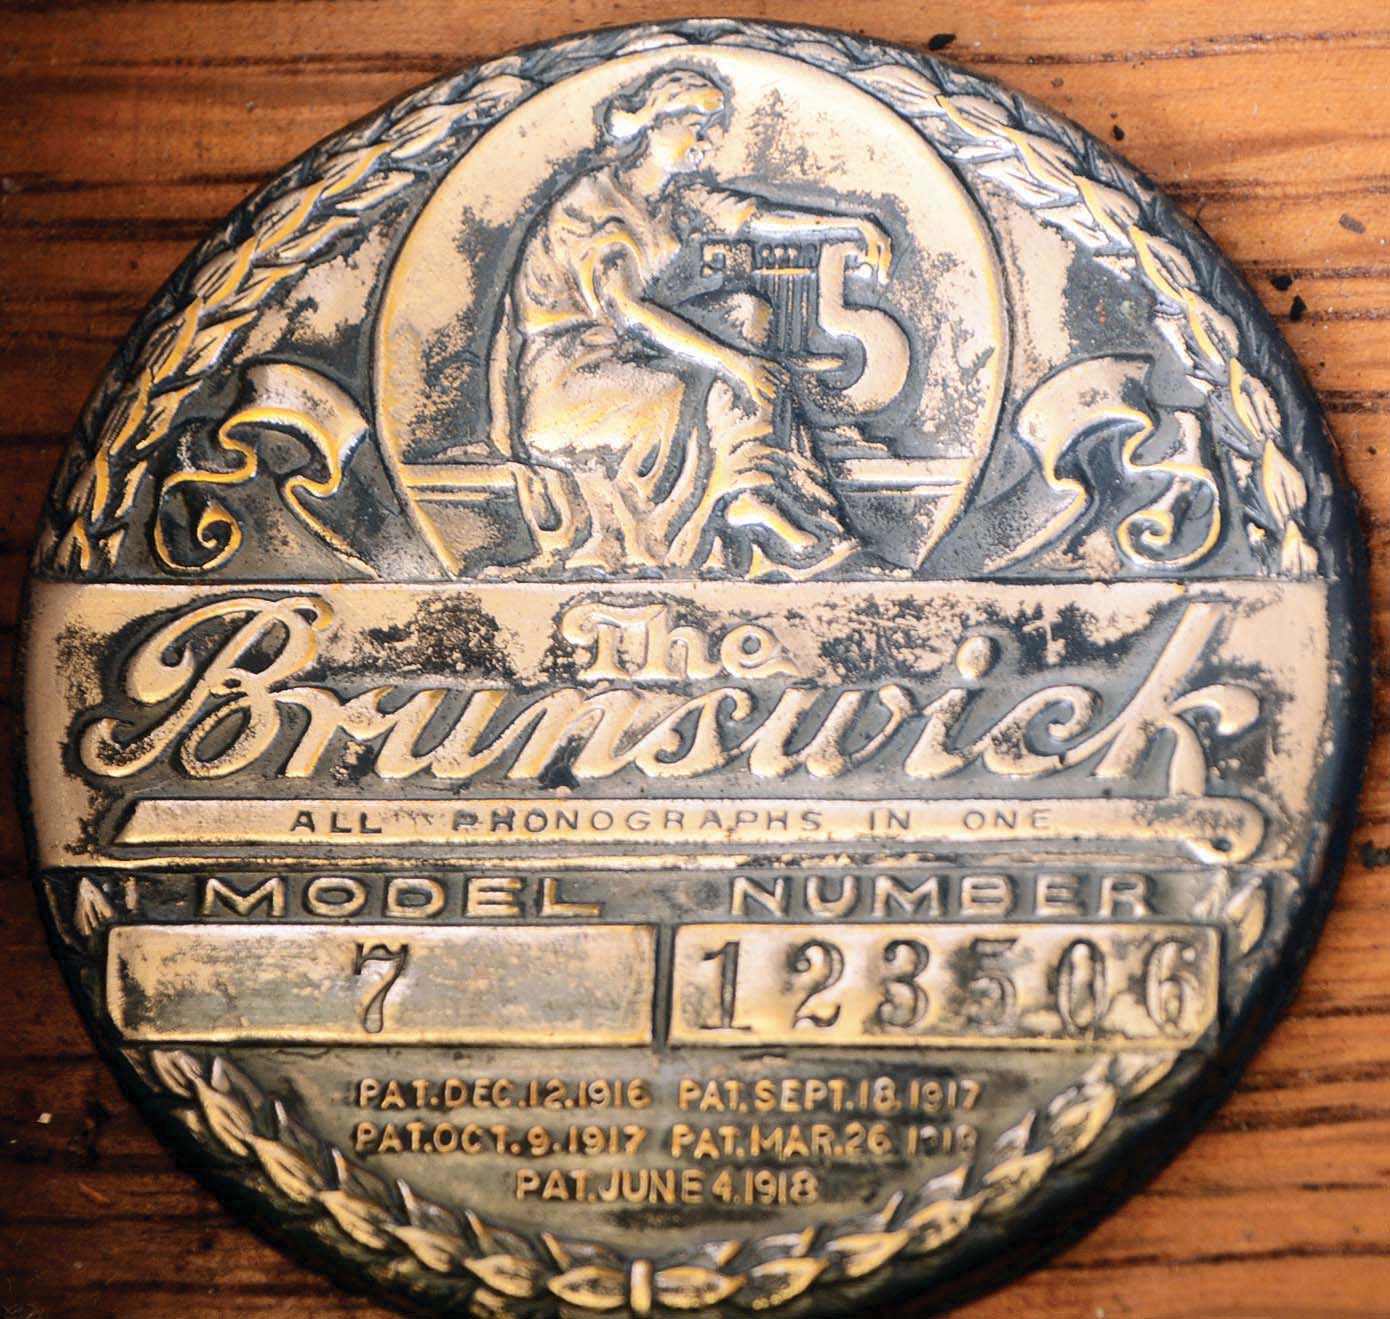 The
Brunswick
ALL PHONOGRAPHS IN ONE
MODEL NUMBER
7 123506
PAT.DEC.12.1916 PAT.SEPT.18.1917
PAT.OCT.9.1917 PAT.MAR.26
PAT.JUNE 4.1918